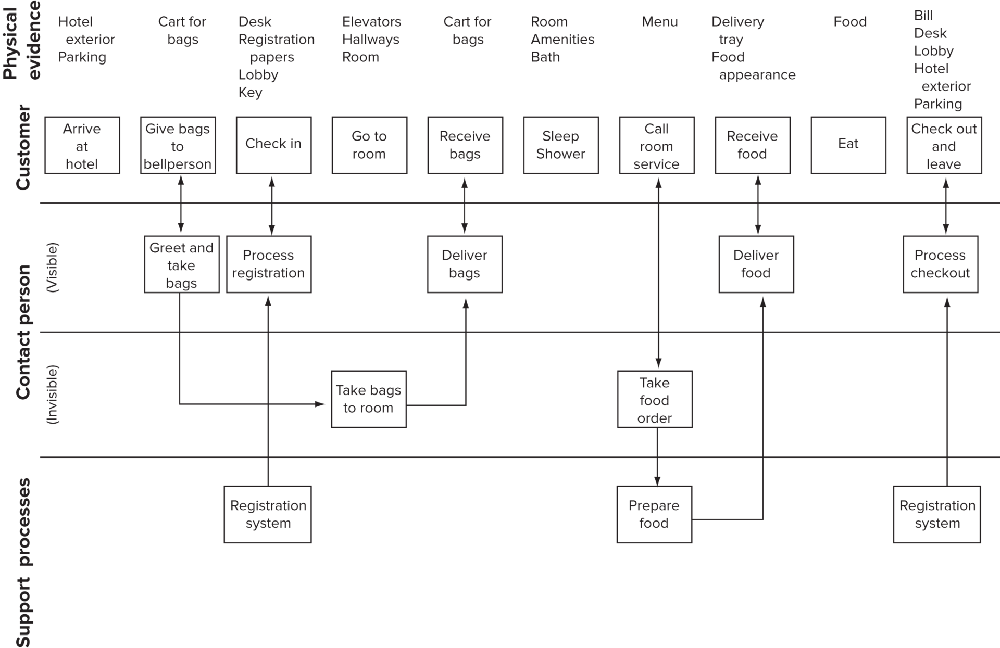 Physical
evidence
Hotel
exterior
Parking
Cart for
bags
Desk
Registration
papers
Lobby
Key
Elevators
Hallways
Room
Cart for
bags
Room
Amenities
Bath
Menu
Delivery
tray
Food
appearance
Food
Bill
Desk
Lobby
Hotel
exterior
Parking
Customer
Arrive
at
hotel
Give bags
to
bellperson
Check in
Go to
room
Receive
bags
Sleep
Shower
Call
room
service
Receive
food
Eat
Check out
and
leave
Contact person
(Visible)
Greet and
take
bags
Process
registration
Deliver
bags
Deliver
food
Process
checkout
(Invisible)
Take bags
to room
Take
food
order
Support processes
Registration
system
Prepare
food
Registration
system